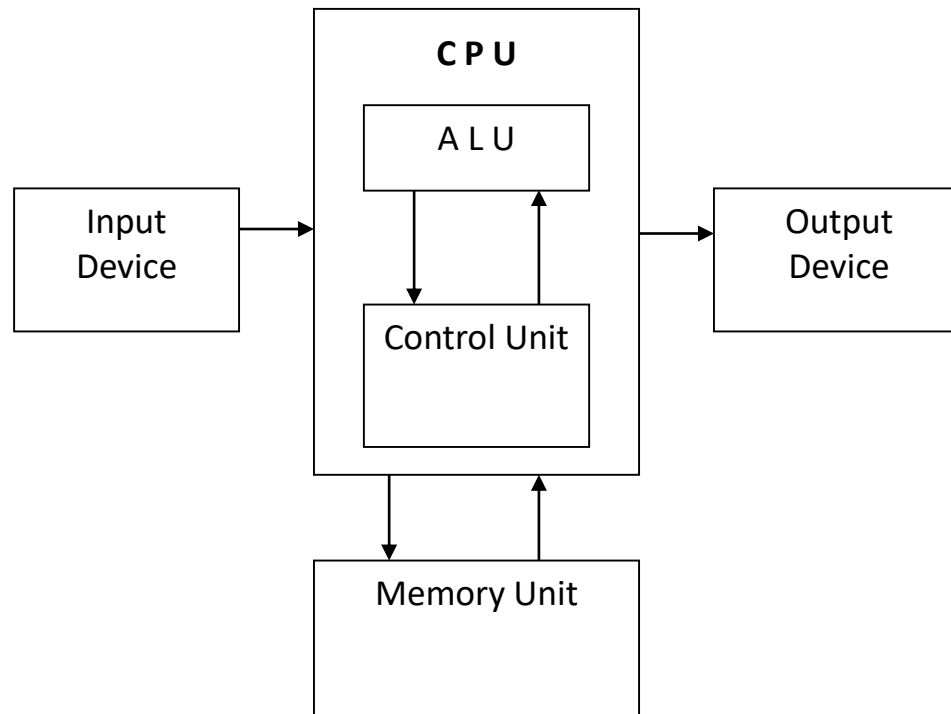 C P U
A L U
Input
Device
Output
Device
Control Unit
Memory Unit